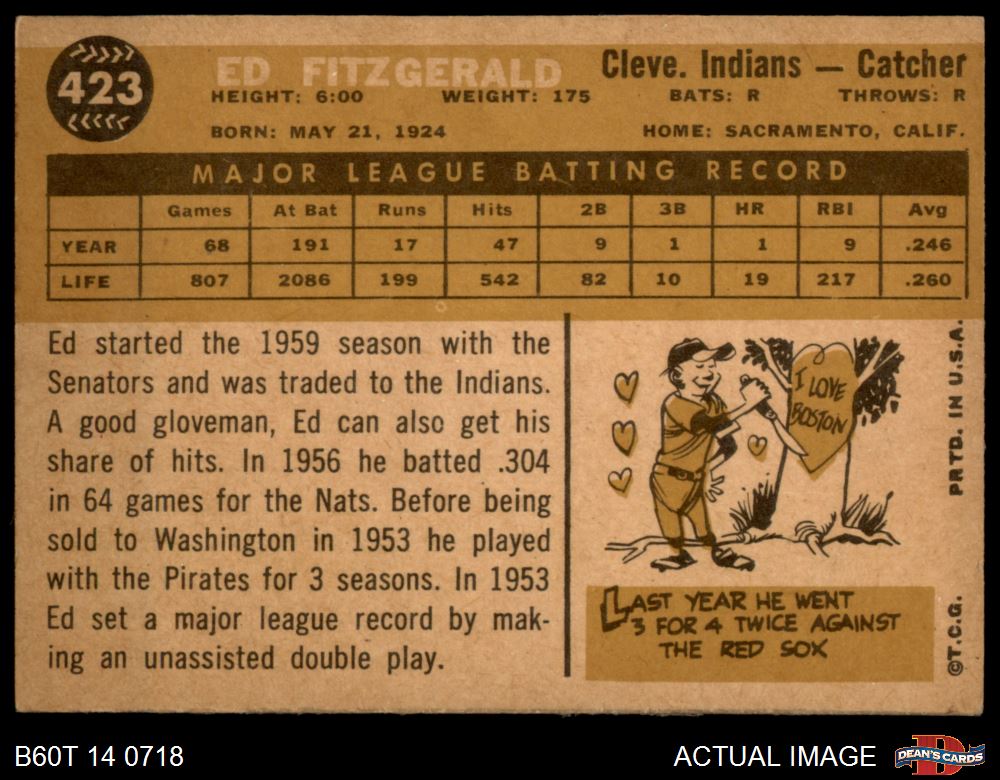 423
ED FITZGERALD
Cleve. Indians — Catcher
HEIGHT: 6:00 WEIGHT: 175 BATS: R THROWS: R
BORN: MAY 21, 1924 HOME: SACRAMENTO, CALIF.
MAJOR LEAGUE BATTING RECORD
Games At Bat Runs Hits 2B 3B HR RBI Avg
YEAR 68 191 17 47 9 1 1 9 .246
LIFE 807 2086 199 542 82 10 19 217 .260
Ed started the 1959 season with the
Senators and was traded to the Indians.
A good gloveman, Ed can also get his
share of hits. In 1956 he batted .304
in 64 games for the Nats. Before being
sold to Washington in 1953 he played
with the Pirates for 3 seasons. In 1953
Ed set a major league record by mak-
ing an unassisted double play.
I LOVE
BOSTON
LAST YEAR HE WENT
3 FOR 4 TWICE AGAINST
THE RED SOX
©T.C.G. PRTD. IN U.S.A.
B60T 14 0718
ACTUAL IMAGE
D
DEAN'S CARDS